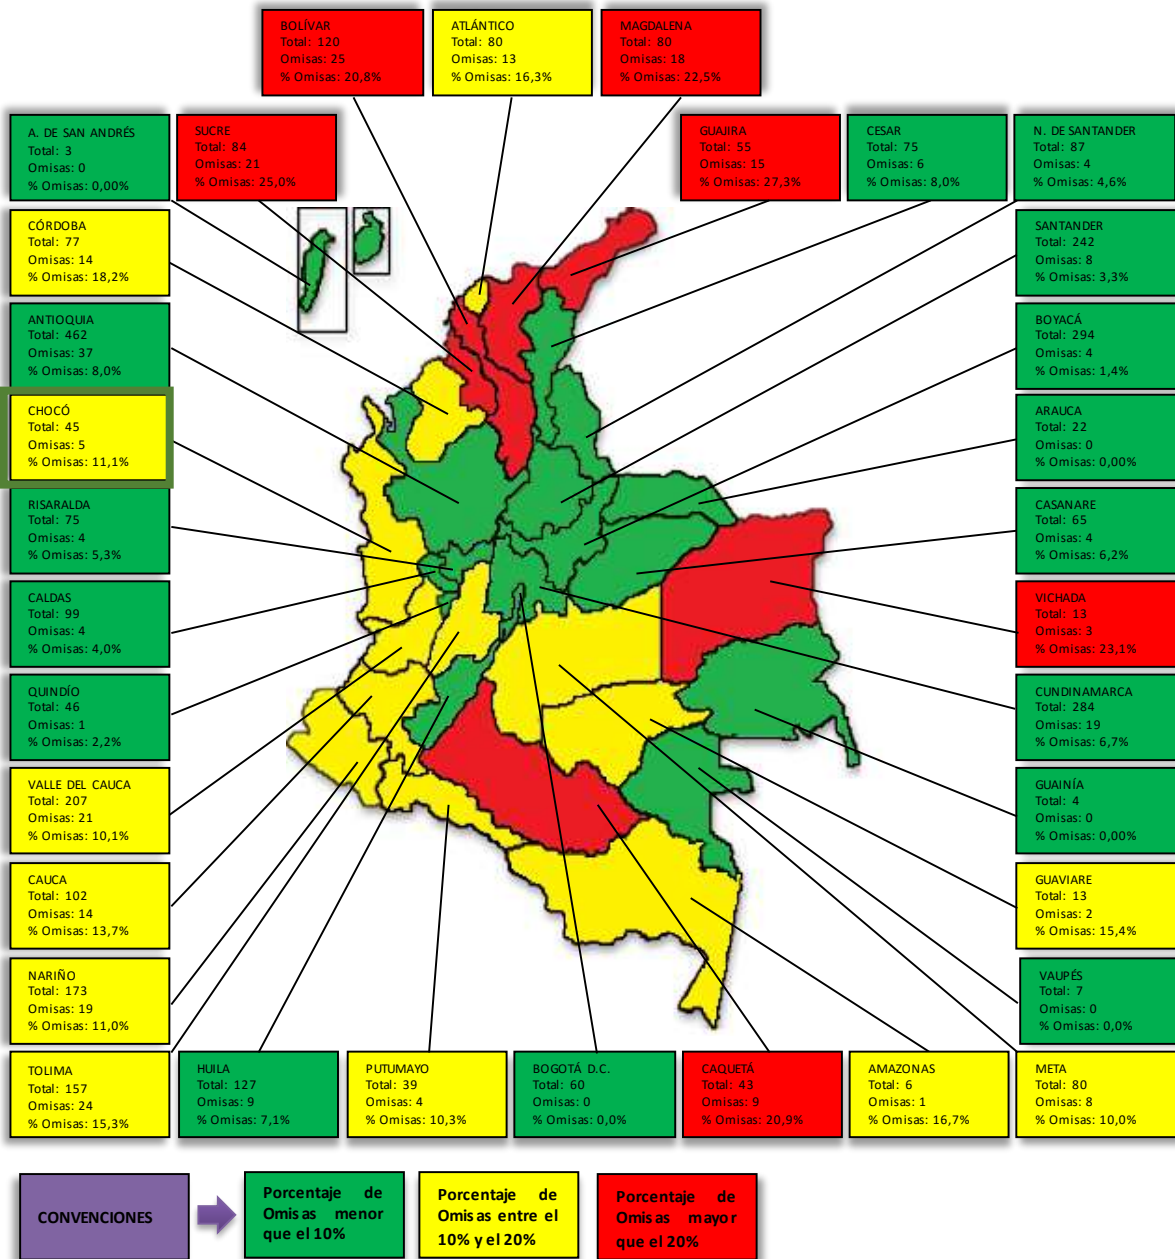 BOLÍVAR
Total: 120
Omisas: 25
% Omisas: 20,8%
ATLÁNTICO
Total: 80
Omisas: 13
% Omisas: 16,3%
MAGDALENA
Total: 80
Omisas: 18
% Omisas: 22,5%
A. DE SAN ANDRÉS
Total: 3
Omisas: 0
% Omisas: 0,00%
SUCRE
Total: 84
Omisas: 21
% Omisas: 25,0%
GUAJIRA
Total: 55
Omisas: 15
% Omisas: 27,3%
CESAR
Total: 75
Omisas: 6
% Omisas: 8,0%
N. DE SANTANDER
Total: 87
Omisas: 4
% Omisas: 4,6%
CÓRDOBA
Total: 77
Omisas: 14
% Omisas: 18,2%
SANTANDER
Total: 242
Omisas: 8
% Omisas: 3,3%
ANTIOQUIA
Total: 462
Omisas: 37
% Omisas: 8,0%
BOYACÁ
Total: 294
Omisas: 4
% Omisas: 1,4%
CHOCÓ
Total: 45
Omisas: 5
% Omisas: 11,1%
ARAUCA
Total: 22
Omisas: 0
% Omisas: 0,00%
RISARALDA
Total: 75
Omisas: 4
% Omisas: 5,3%
CASANARE
Total: 65
Omisas: 4
% Omisas: 6,2%
CALDAS
Total: 99
Omisas: 4
% Omisas: 4,0%
VICHADA
Total: 13
Omisas: 3
% Omisas: 23,1%
QUINDÍO
Total: 46
Omisas: 1
% Omisas: 2,2%
CUNDINAMARCA
Total: 284
Omisas: 19
% Omisas: 6,7%
VALLE DEL CAUCA
Total: 207
Omisas: 21
% Omisas: 10,1%
GUAINÍA
Total: 4
Omisas: 0
% Omisas: 0,00%
CAUCA
Total: 102
Omisas: 14
% Omisas: 13,7%
GUAVIARE
Total: 13
Omisas: 2
% Omisas: 15,4%
NARIÑO
Total: 173
Omisas: 19
% Omisas: 11,0%
VAUPÉS
Total: 7
Omisas: 0
% Omisas: 0,0%
TOLIMA
Total: 157
Omisas: 24
% Omisas: 15,3%
HUILA
Total: 127
Omisas: 9
% Omisas: 7,1%
PUTUMAYO
Total: 39
Omisas: 4
% Omisas: 10,3%
BOGOTÁ D.C.
Total: 60
Omisas: 0
% Omisas: 0,0%
CAQUETÁ
Total: 43
Omisas: 9
% Omisas: 20,9%
AMAZONAS
Total: 6
Omisas: 1
% Omisas: 16,7%
META
Total: 80
Omisas: 8
% Omisas: 10,0%
CONVENCIONES
Porcentaje de
Omisas menor
que el 10%
Porcentaje de
Omisas entre el
10% y el 20%
Porcentaje de
Omisas mayor
que el 20%